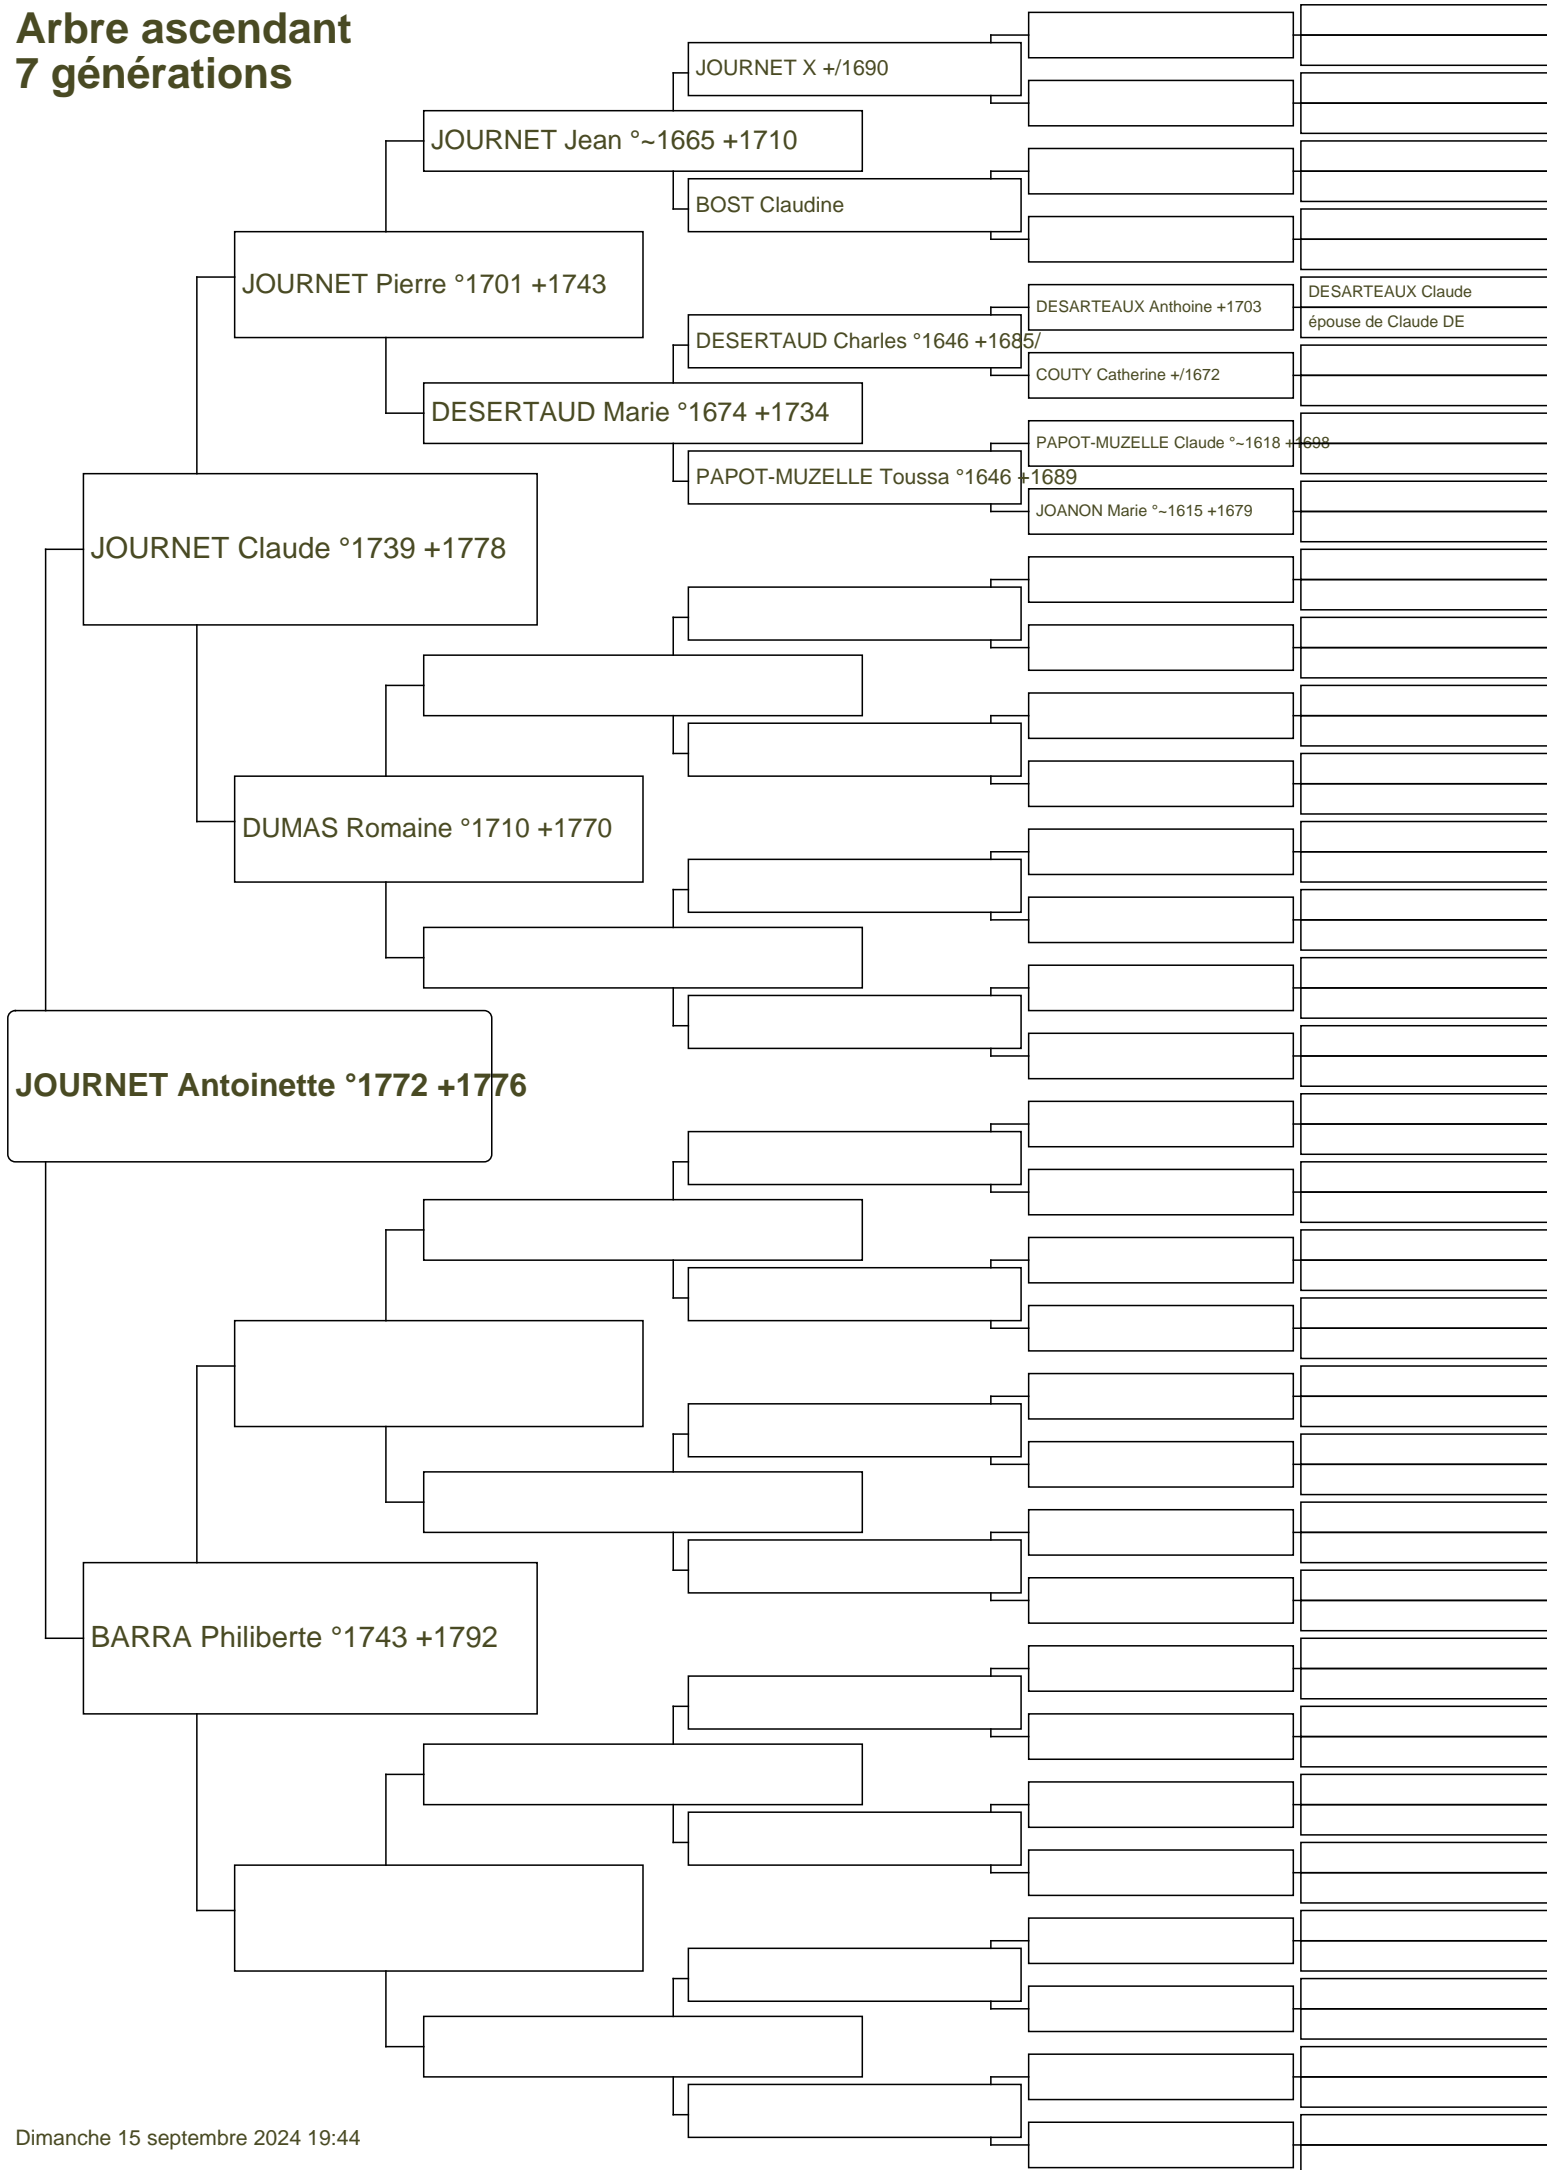 Arbre ascendant
7 générations
JOURNET X +/1690
JOURNET Jean °~1665 +1710
BOST Claudine
JOURNET Pierre °1701 +1743
DESARTEAUX Claude
DESARTEAUX Anthoine +1703
épouse de Claude DE
DESERTAUD Charles °1646 +1685/
COUTY Catherine +/1672
DESERTAUD Marie °1674 +1734
PAPOT-MUZELLE Claude °~1618 +1698
PAPOT-MUZELLE Toussa °1646 +1689
JOANON Marie °~1615 +1679
JOURNET Claude °1739 +1778
DUMAS Romaine °1710 +1770
JOURNET Antoinette °1772 +1776
BARRA Philiberte °1743 +1792
Dimanche 15 septembre 2024 19:44